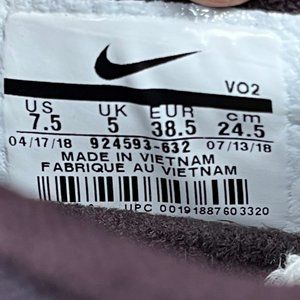 VO2
US UK EUR cm
7.5 5 38.5 24.5
04/17/18 924593-632 07/13/18
MADE IN VIETNAM
FABRIQUE AU VIETNAM
UPC 00191887603320